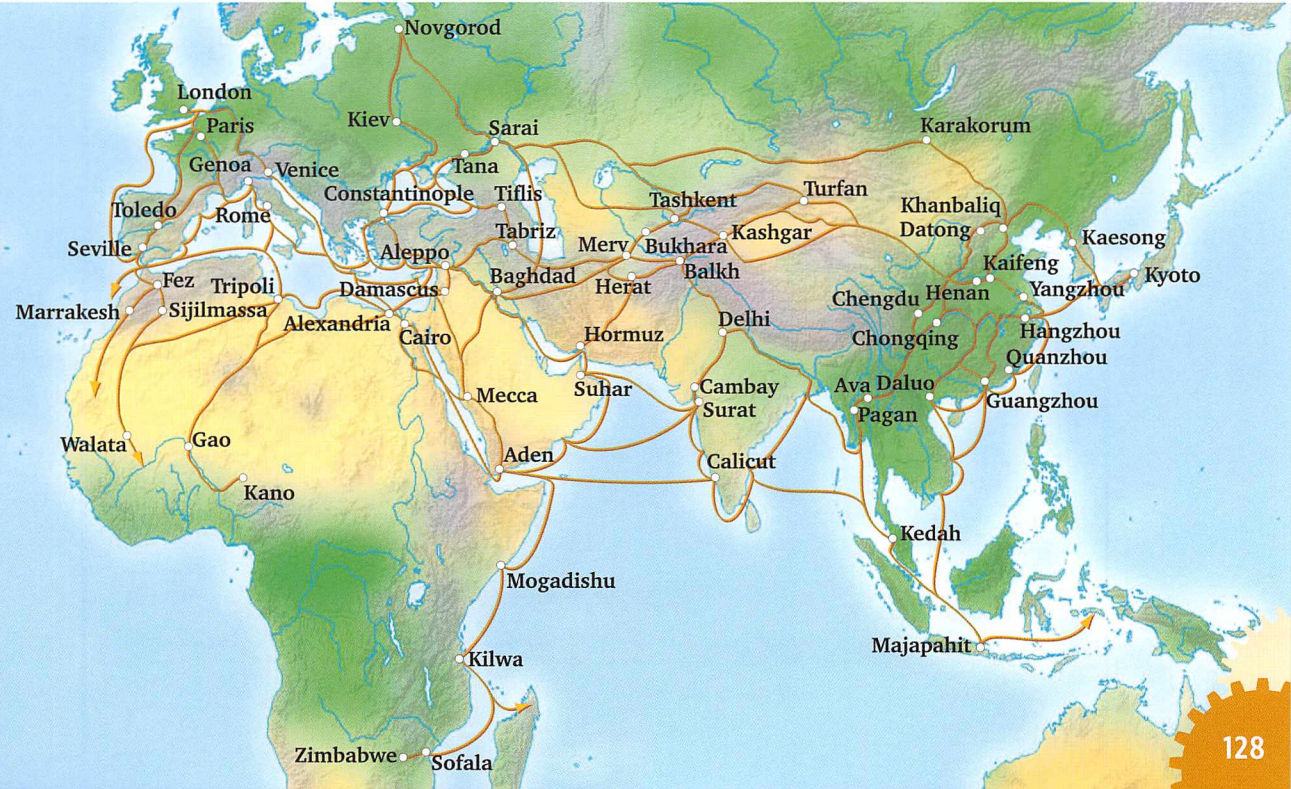 Novgorod
London
Paris
Kiev
Sarai
Karakorum
Genoa
Venice
Tana
Constantinople
Tiflis
Tashkent
Turfan
Toledo
Rome
Khanbaliq
Seville
Aleppo
Tabriz
Merv
Bukhara
Kashgar
Datong
Kaesong
Fez
Tripoli
Damascus
Baghdad
Herat
Balkh
Kaifeng
Kyoto
Marrakesh
Sijilmassa
Alexandria
Chengdu
Henan
Yangzhou
Cairo
Hormuz
Delhi
Chongqing
Hangzhou
Quanzhou
Mecca
Suhar
Cambay
Surat
Ava
Daluo
Guangzhou
Pagan
Walata
Gao
Aden
Calicut
Kano
Kedah
Mogadishu
Majapahit
Kilwa
Zimbabwe
Sofala
128